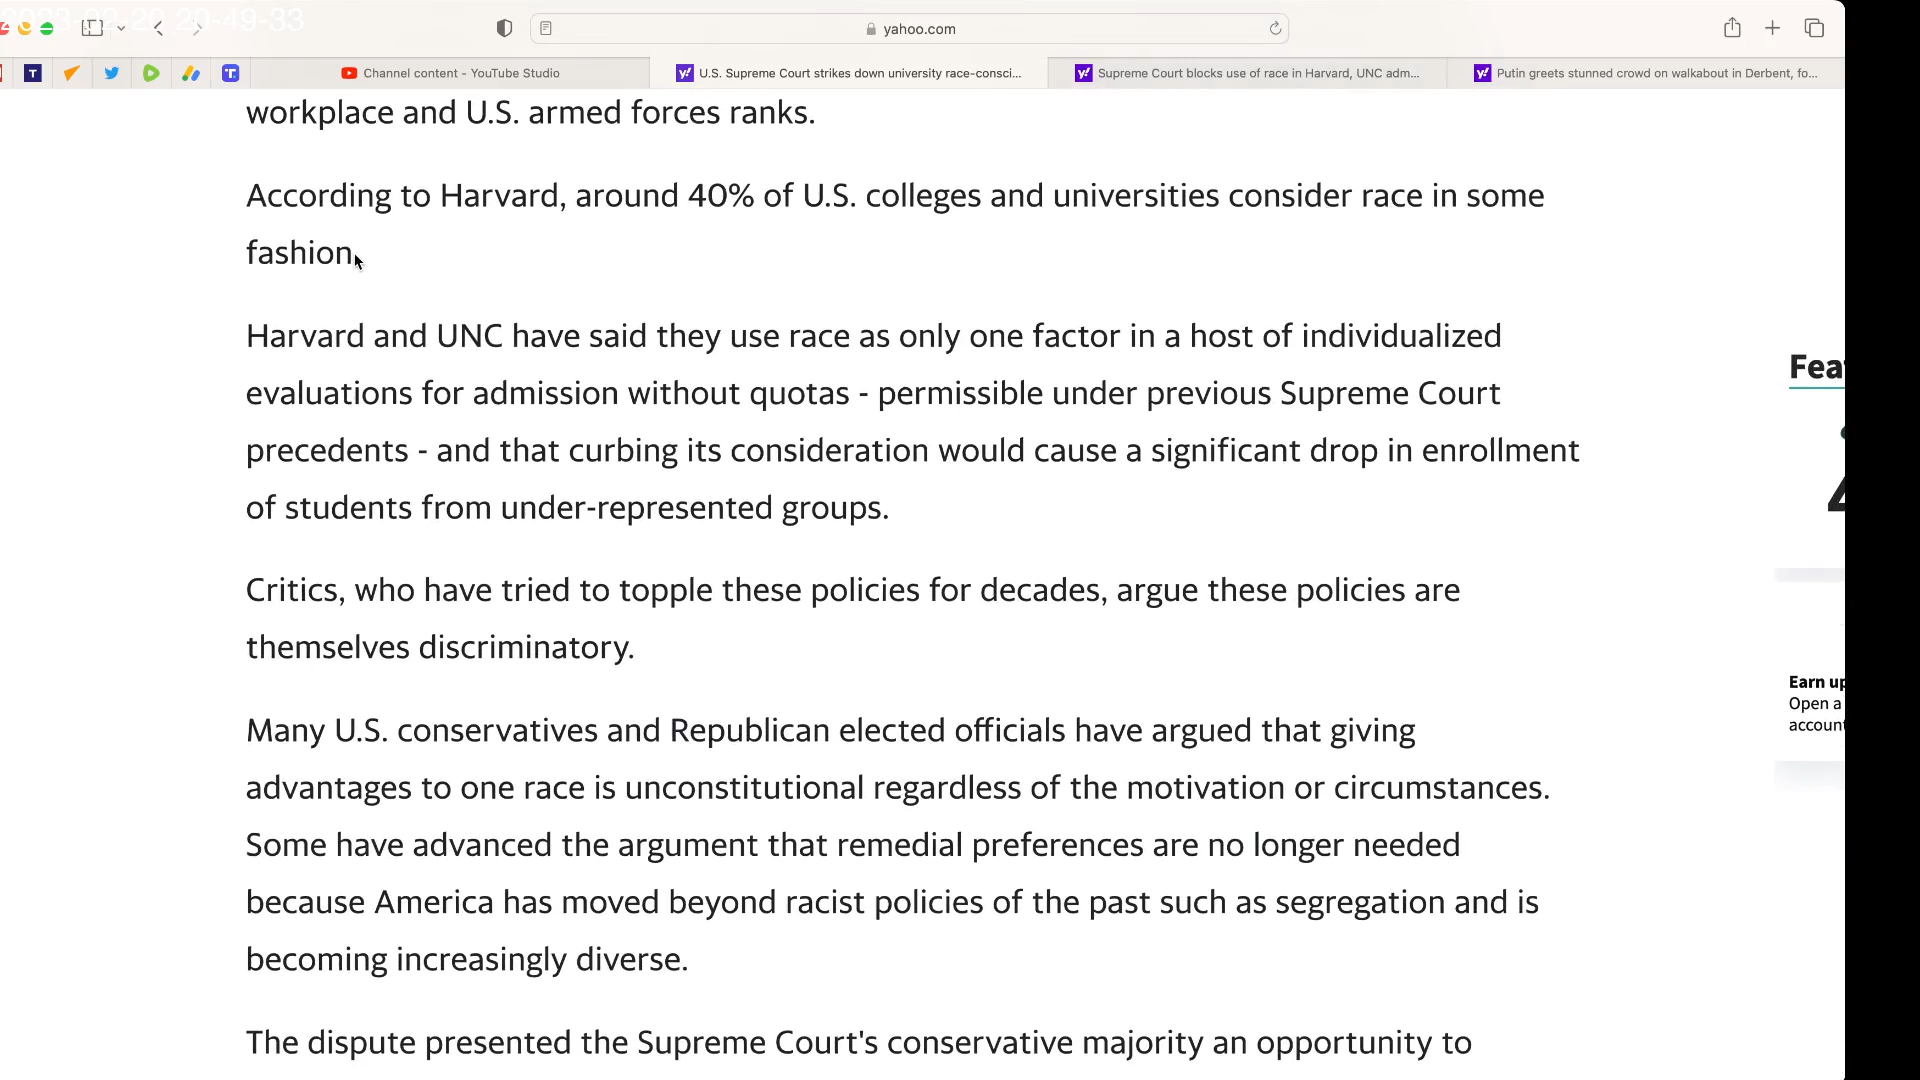 2023-02-20 20-49-33
yahoo.com
T
T
Channel content - YouTube Studio
y! U.S. Supreme Court strikes down university race-consci...
y! Supreme Court blocks use of race in Harvard, UNC adm...
y! Putin greets stunned crowd on walkabout in Derbent, fo...
workplace and U.S. armed forces ranks.
According to Harvard, around 40% of U.S. colleges and universities consider race in some
fashion.
Harvard and UNC have said they use race as only one factor in a host of individualized
evaluations for admission without quotas - permissible under previous Supreme Court
precedents - and that curbing its consideration would cause a significant drop in enrollment
of students from under-represented groups.
Critics, who have tried to topple these policies for decades, argue these policies are
themselves discriminatory.
Many U.S. conservatives and Republican elected officials have argued that giving
advantages to one race is unconstitutional regardless of the motivation or circumstances.
Some have advanced the argument that remedial preferences are no longer needed
because America has moved beyond racist policies of the past such as segregation and is
becoming increasingly diverse.
The dispute presented the Supreme Court's conservative majority an opportunity to
Fea
Earn up
Open a
account